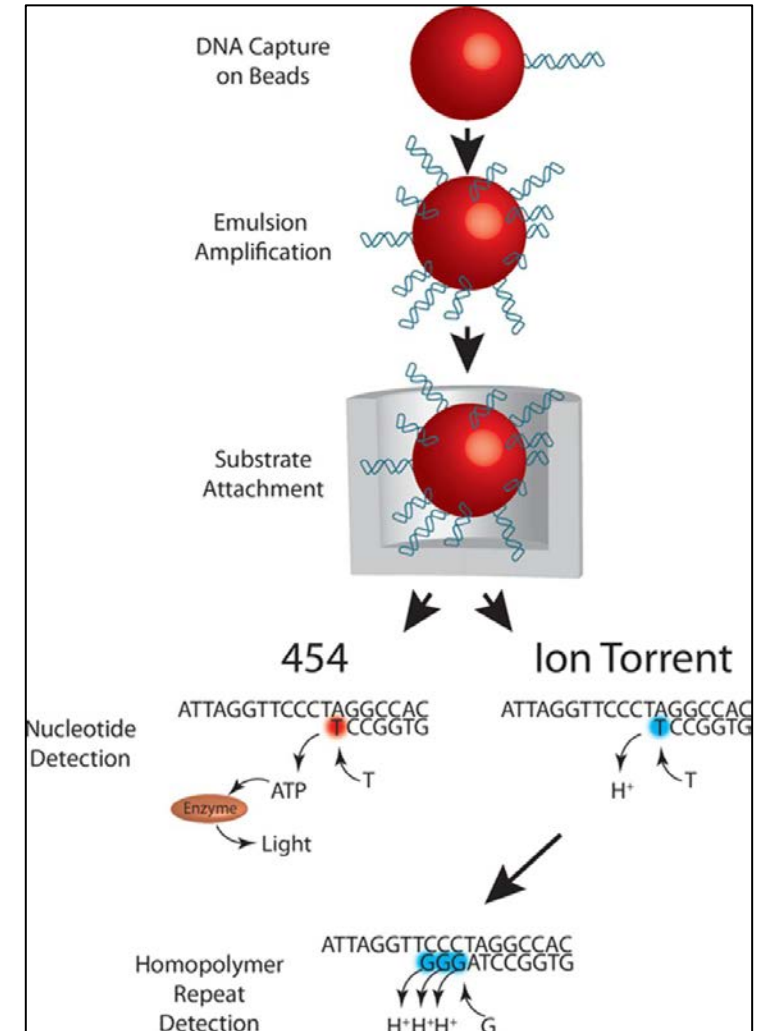 DNA Capture
on Beads
Emulsion
Amplification
Substrate
Attachment
454
Ion Torrent
ATTAGGTTCCCTAGGCCAC
TCCGGTG
ATTAGGTTCCCTAGGCCAC
TCCGGTG
Nucleotide
Detection
ATP
T
Enzyme
Light
H⁺
T
ATTAGGTTCCCTAGGCCAC
GGGATCCGGTG
Homopolymer
Repeat
Detection
H⁺H⁺H⁺
G